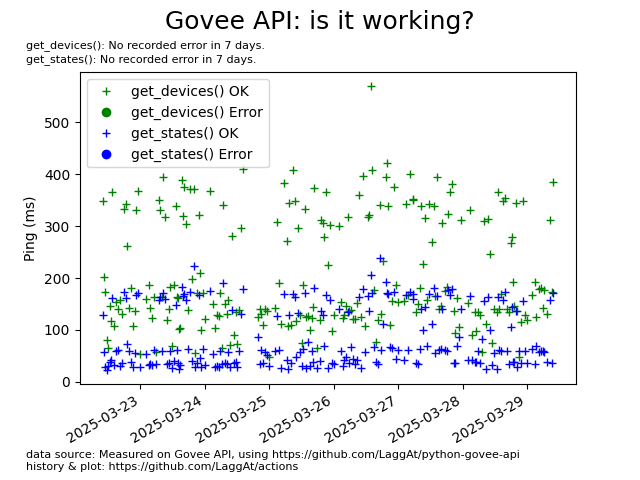 Govee API: is it working?
get_devices(): No recorded error in 7 days.
get_states(): No recorded error in 7 days.
get_devices() OK
get_devices() Error
get_states() OK
get_states() Error
Ping (ms)
500
400
300
200
100
0
2025-03-23
2025-03-24
2025-03-25
2025-03-26
2025-03-27
2025-03-28
2025-03-29
data source: Measured on Govee API, using https://github.com/LaggAt/python-govee-api
history & plot: https://github.com/LaggAt/actions